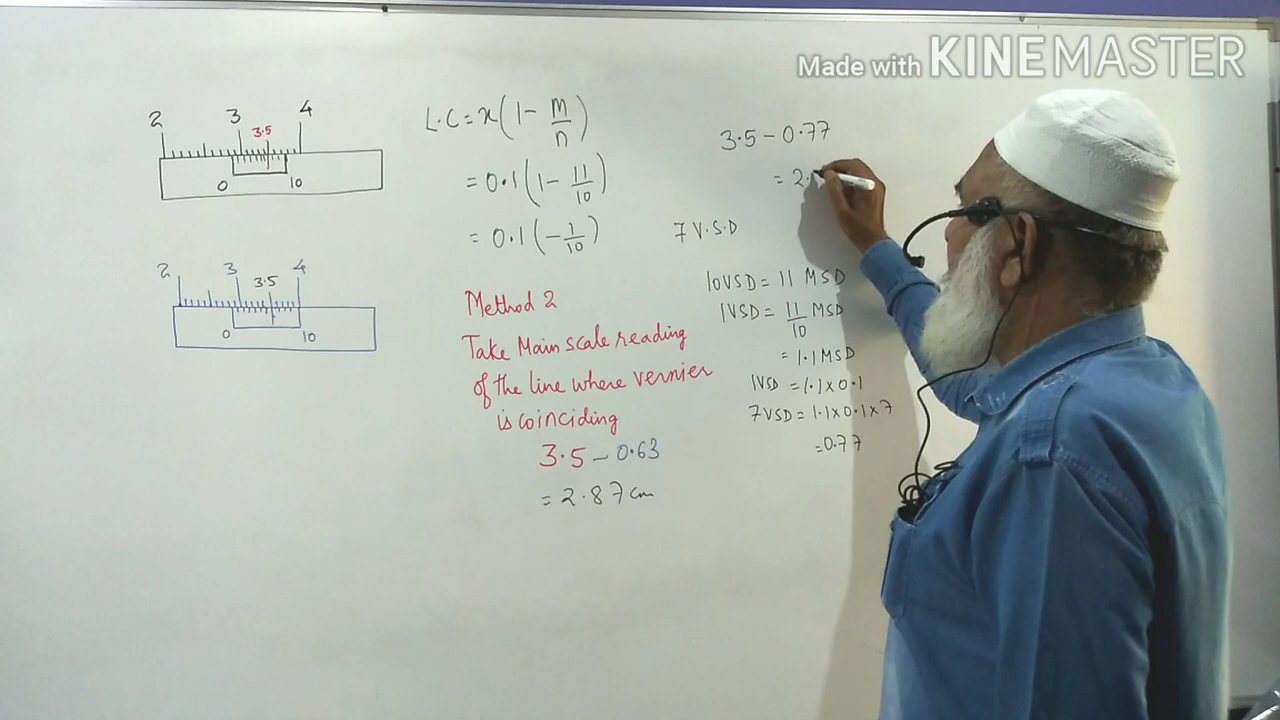 Made with KINEMASTER
2 3 4
3.5
0 10
2 3 4
3.5
0 10
L.C = x(1 - m/n)
= 0.1(1 - 11/10)
= 0.1(-1/10)
Method 2
Take Main scale reading
of the line where vernier
is coinciding
3.5 - 0.63
= 2.87 cm
3.5 - 0.77
= 2.
7 V.S.D
10VSD = 11 MSD
1VSD = 11/10 MSD
= 1.1 MSD
1VSD = 1.1 x 0.1
7VSD = 1.1 x 0.1 x 7
= 0.77